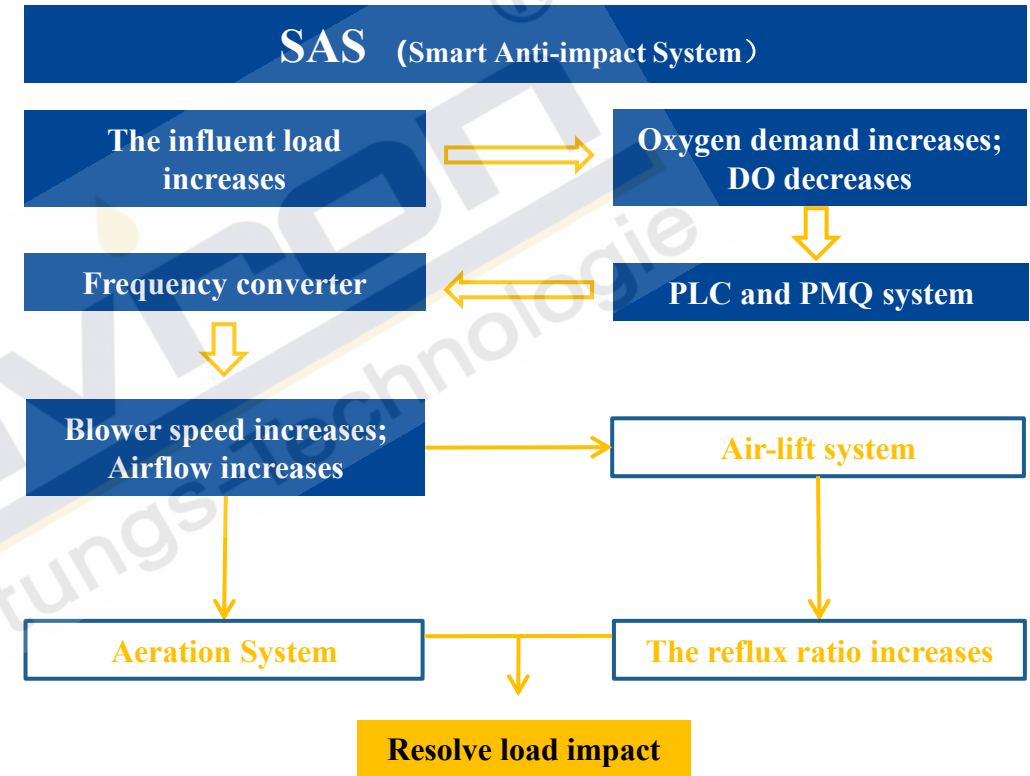 SAS (Smart Anti-impact System）
The influent load
increases
Oxygen demand increases;
DO decreases
Frequency converter
PLC and PMQ system
Blower speed increases;
Airflow increases
Air-lift system
Aeration System
The reflux ratio increases
Resolve load impact